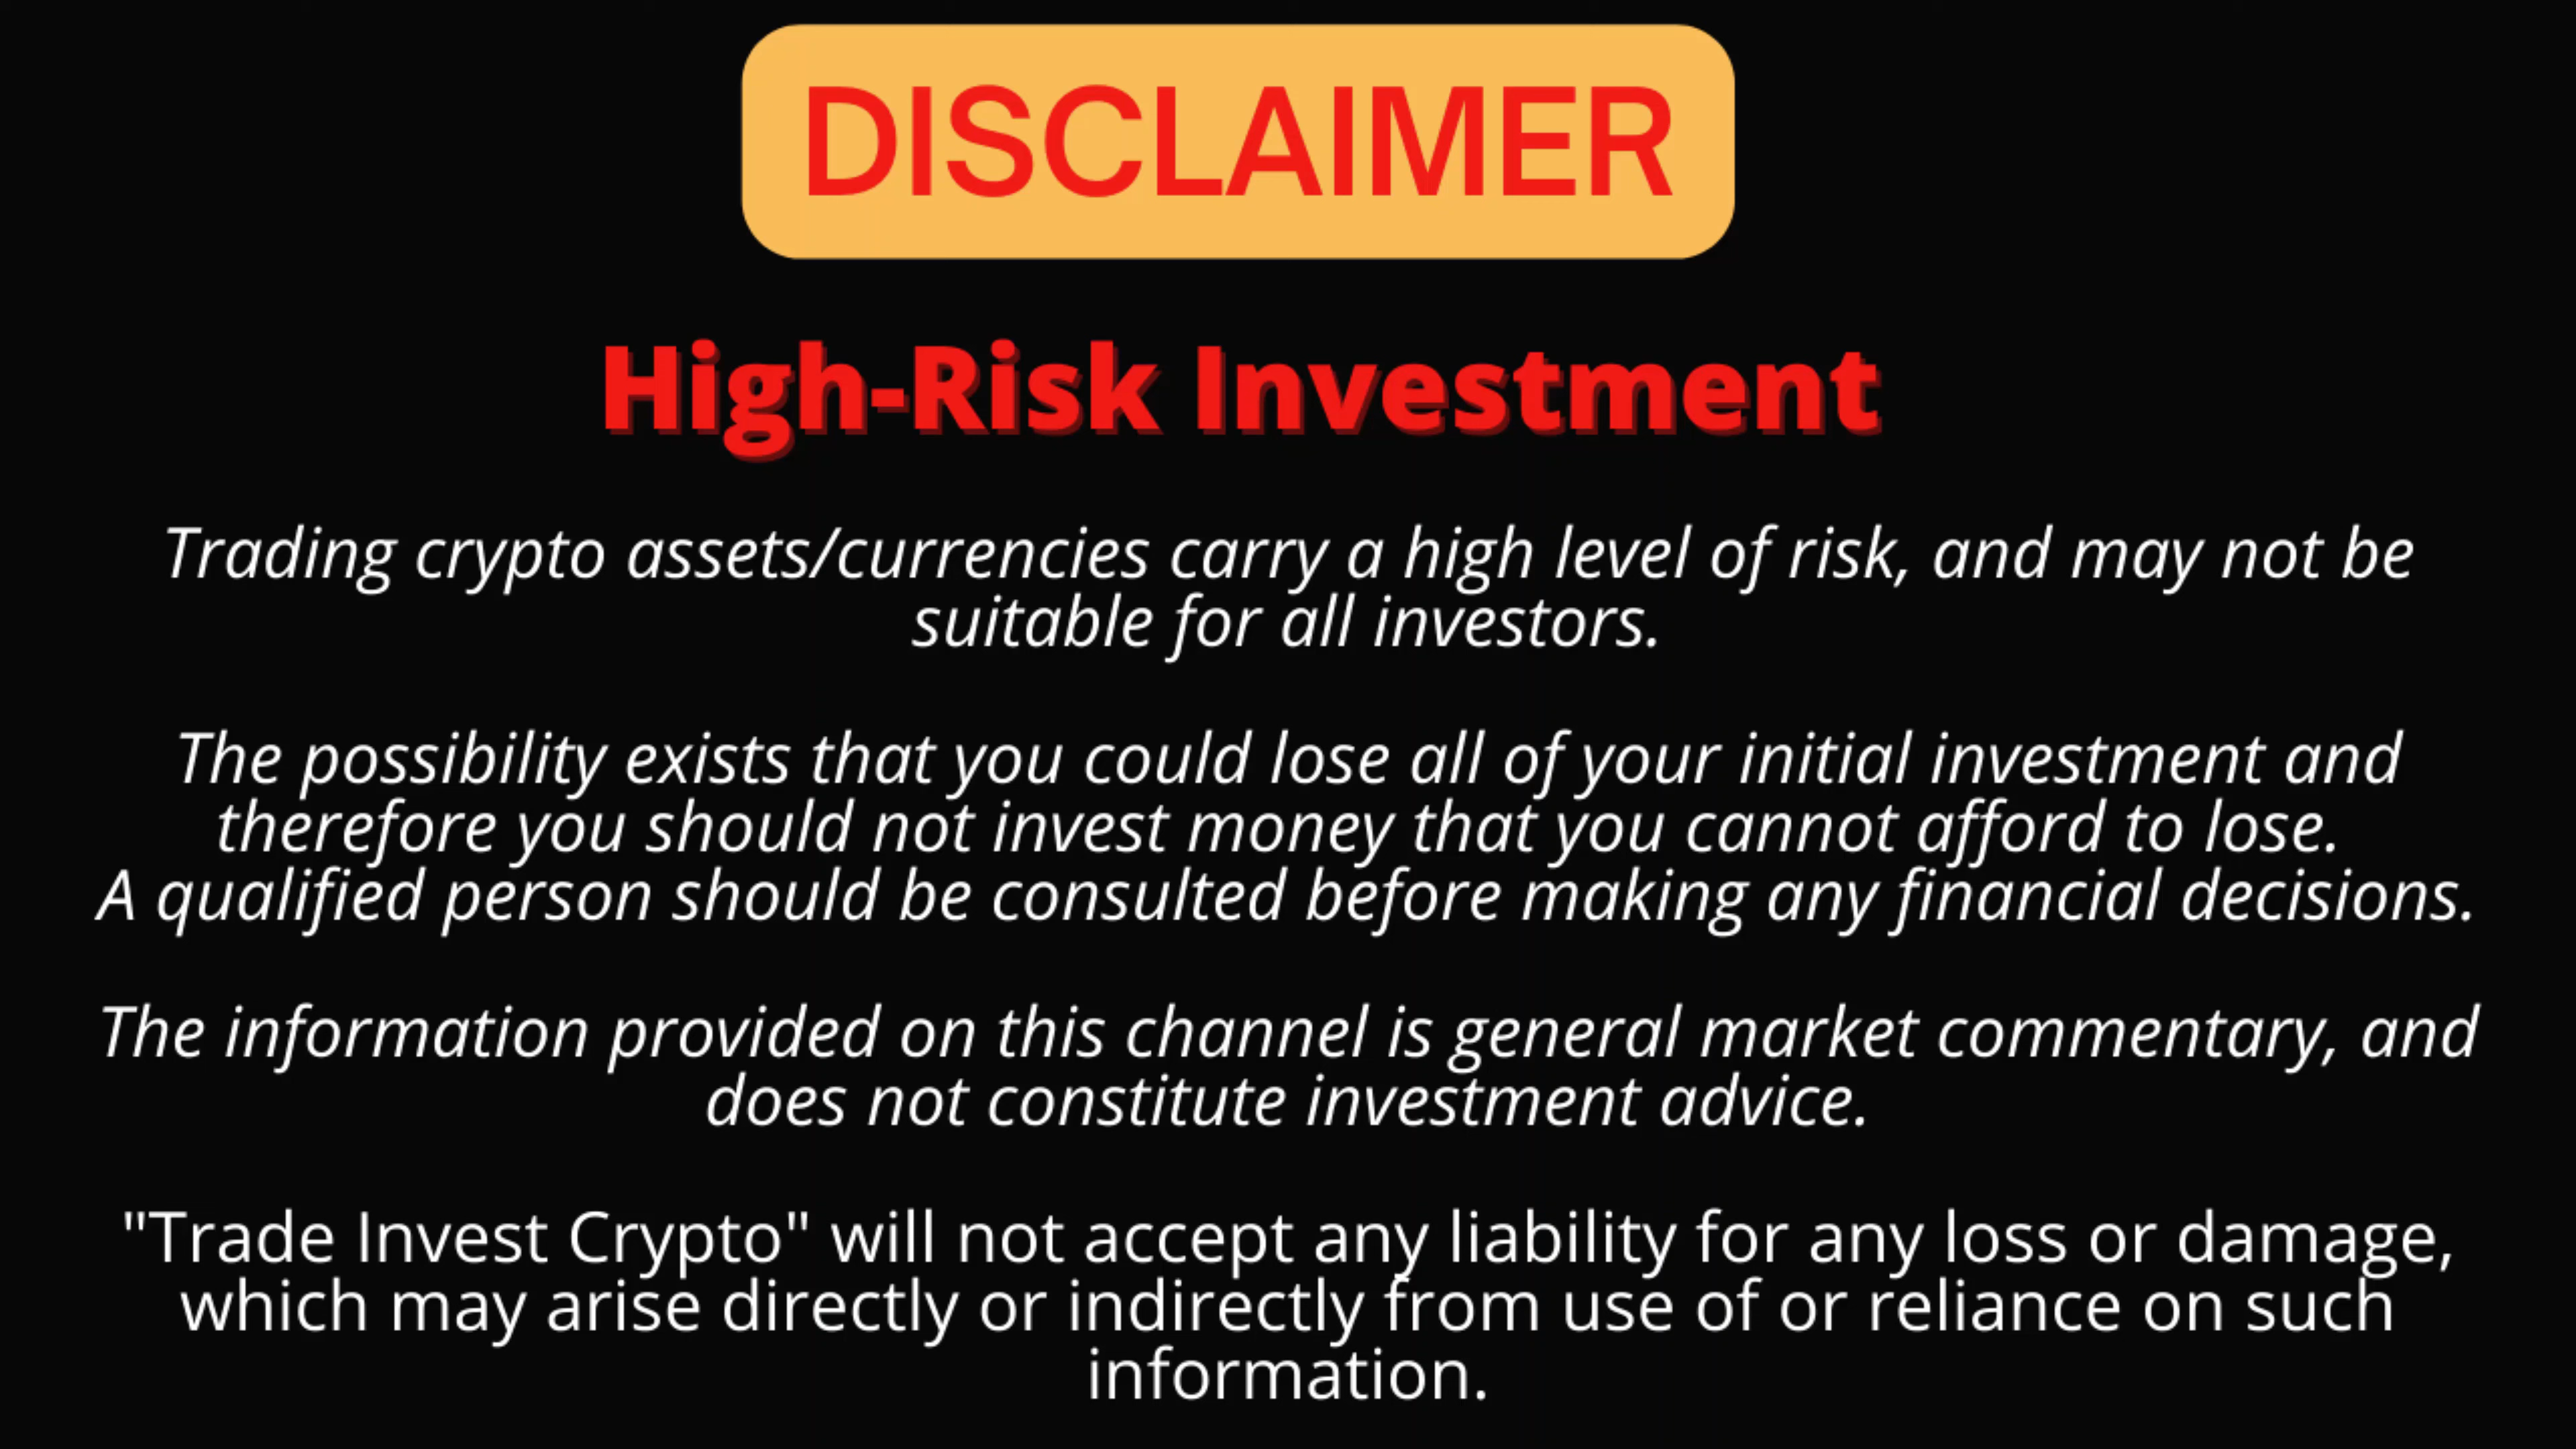 DISCLAIMER
High-Risk Investment
Trading crypto assets/currencies carry a high level of risk, and may not be
suitable for all investors.
The possibility exists that you could lose all of your initial investment and
therefore you should not invest money that you cannot afford to lose.
A qualified person should be consulted before making any financial decisions.
The information provided on this channel is general market commentary, and
does not constitute investment advice.
"Trade Invest Crypto" will not accept any liability for any loss or damage,
which may arise directly or indirectly from use of or reliance on such
information.